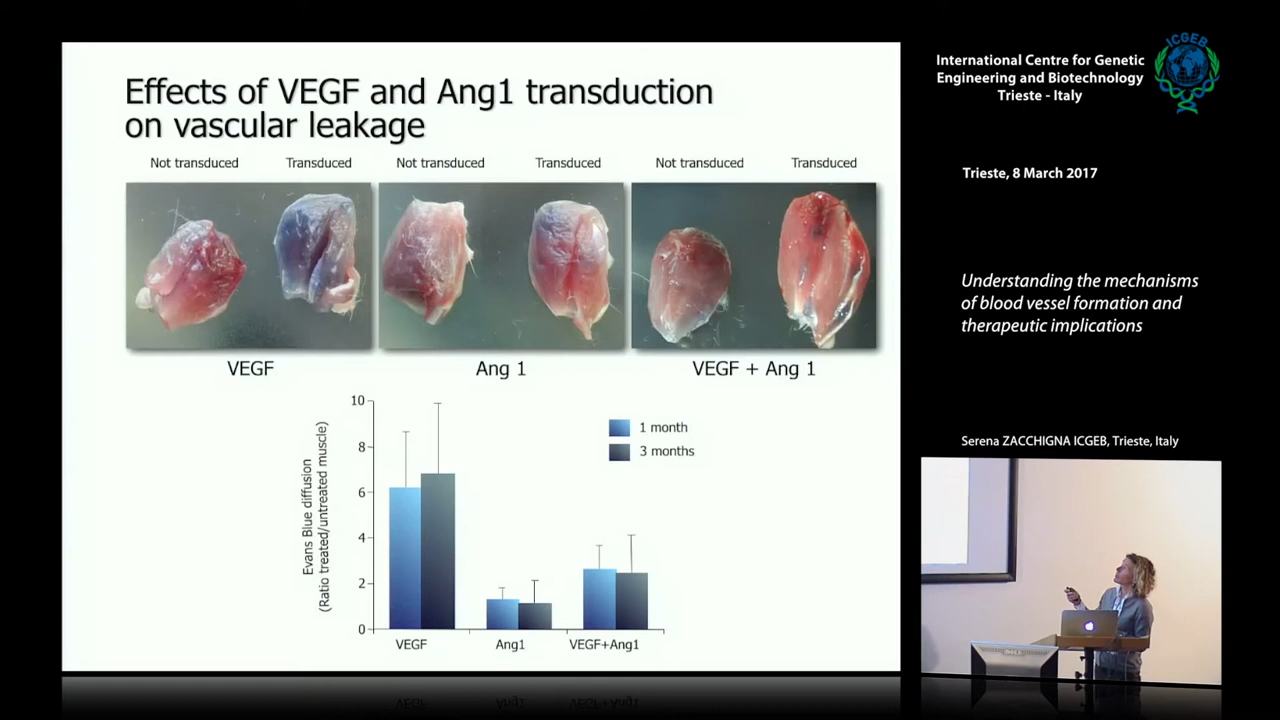 Effects of VEGF and Ang1 transduction
on vascular leakage
Not transduced
Transduced
Not transduced
Transduced
Not transduced
Transduced
VEGF
Ang 1
VEGF + Ang 1
Evans Blue diffusion
(Ratio treated/untreated muscle)
10
8
6
4
2
0
1 month
3 months
VEGF
Ang1
VEGF+Ang1
ICGEB
International Centre for Genetic
Engineering and Biotechnology
Trieste - Italy
Trieste, 8 March 2017
Understanding the mechanisms
of blood vessel formation and
therapeutic implications
Serena ZACCHIGNA ICGEB, Trieste, Italy